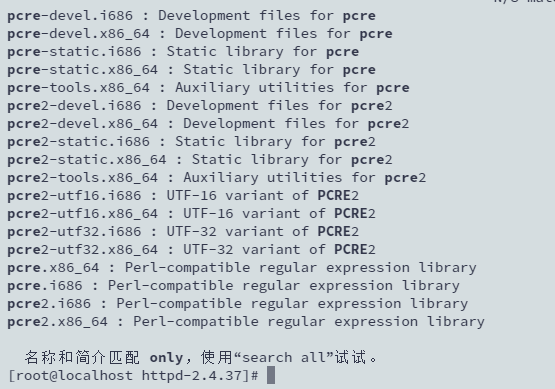 pcre-devel.i686 : Development files for pcre
pcre-devel.x86_64 : Development files for pcre
pcre-static.i686 : Static library for pcre
pcre-static.x86_64 : Static library for pcre
pcre-tools.x86_64 : Auxiliary utilities for pcre
pcre2-devel.i686 : Development files for pcre2
pcre2-devel.x86_64 : Development files for pcre2
pcre2-static.i686 : Static library for pcre2
pcre2-static.x86_64 : Static library for pcre2
pcre2-tools.x86_64 : Auxiliary utilities for pcre2
pcre2-utf16.i686 : UTF-16 variant of PCRE2
pcre2-utf16.x86_64 : UTF-16 variant of PCRE2
pcre2-utf32.i686 : UTF-32 variant of PCRE2
pcre2-utf32.x86_64 : UTF-32 variant of PCRE2
pcre.x86_64 : Perl-compatible regular expression library
pcre.i686 : Perl-compatible regular expression library
pcre2.i686 : Perl-compatible regular expression library
pcre2.x86_64 : Perl-compatible regular expression library
名称和简介匹配 only，使用“search all”试试。
[root@localhost httpd-2.4.37]#